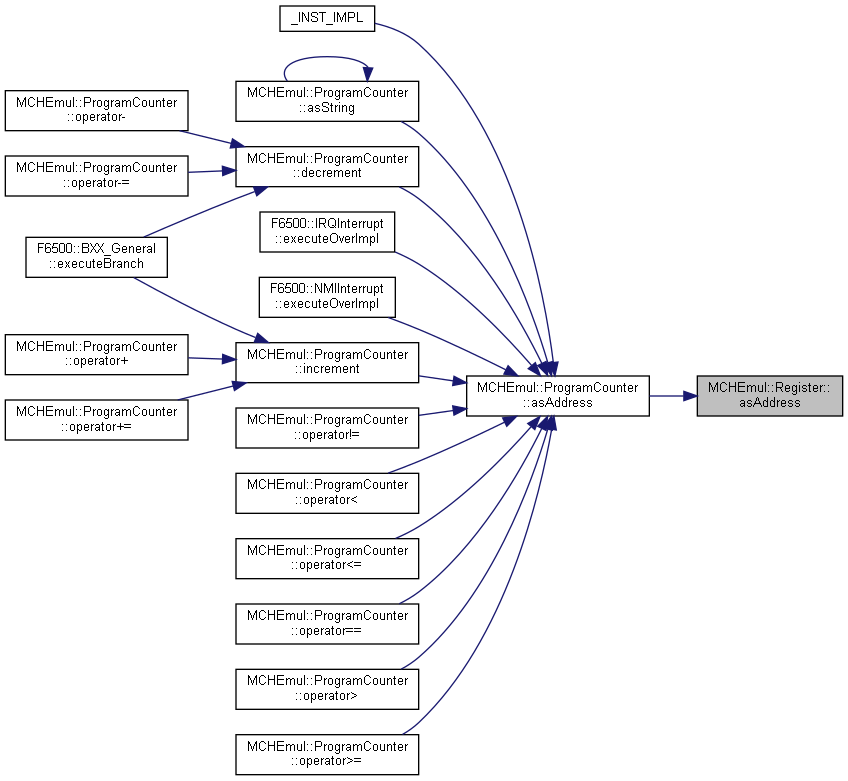 _INST_IMPL
MCHEmul::ProgramCounter
::asString
MCHEmul::ProgramCounter
::operator-
MCHEmul::ProgramCounter
::decrement
MCHEmul::ProgramCounter
::operator-=
F6500::IRQInterrupt
::executeOverImpl
F6500::BXX_General
::executeBranch
F6500::NMIInterrupt
::executeOverImpl
MCHEmul::ProgramCounter
::operator+
MCHEmul::ProgramCounter
::increment
MCHEmul::ProgramCounter
::asAddress
MCHEmul::Register::
asAddress
MCHEmul::ProgramCounter
::operator+=
MCHEmul::ProgramCounter
::operator!=
MCHEmul::ProgramCounter
::operator<
MCHEmul::ProgramCounter
::operator<=
MCHEmul::ProgramCounter
::operator==
MCHEmul::ProgramCounter
::operator>
MCHEmul::ProgramCounter
::operator>=